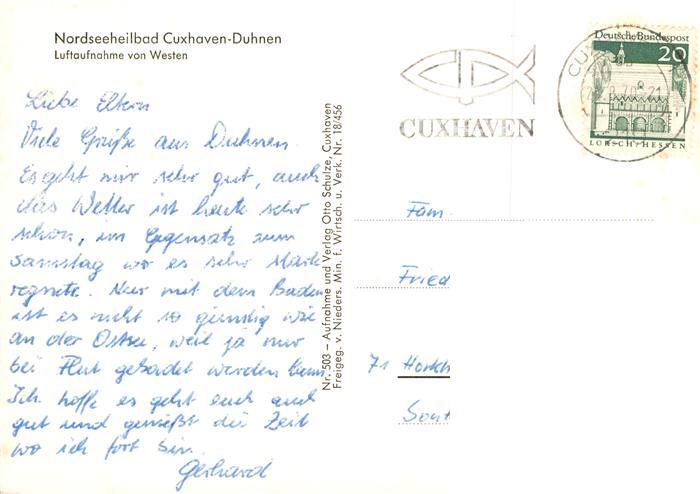 Nordseeheilbad Cuxhaven-Duhnen
Luftaufnahme von Westen
Liebe Eltern
Viele Grüße aus Duhnen.
Es geht mir sehr gut, auch
das Wetter ist heute sehr
schön, im Gegensatz zum
Samstag wo es sehr stark
regnete. Nur mit dem Baden
ist es nicht so günstig wie
an der Ostsee, weil ja nur
bei Flut gebadet werden kann
Ich hoffe es geht euch auch
gut und genießt die Zeit
wo ich fort bin.
Gerhard
Nr. 503 – Aufnahme und Verlag Otto Schulze, Cuxhaven
Freigeg. v. Nieders. Min. f. Wirtsch. u. Verk. Nr. 18/456
CUXHAVEN
Deutsche Bundespost
20
LORSCH/HESSEN
Fam.
Fried
71 Horkh
Sont